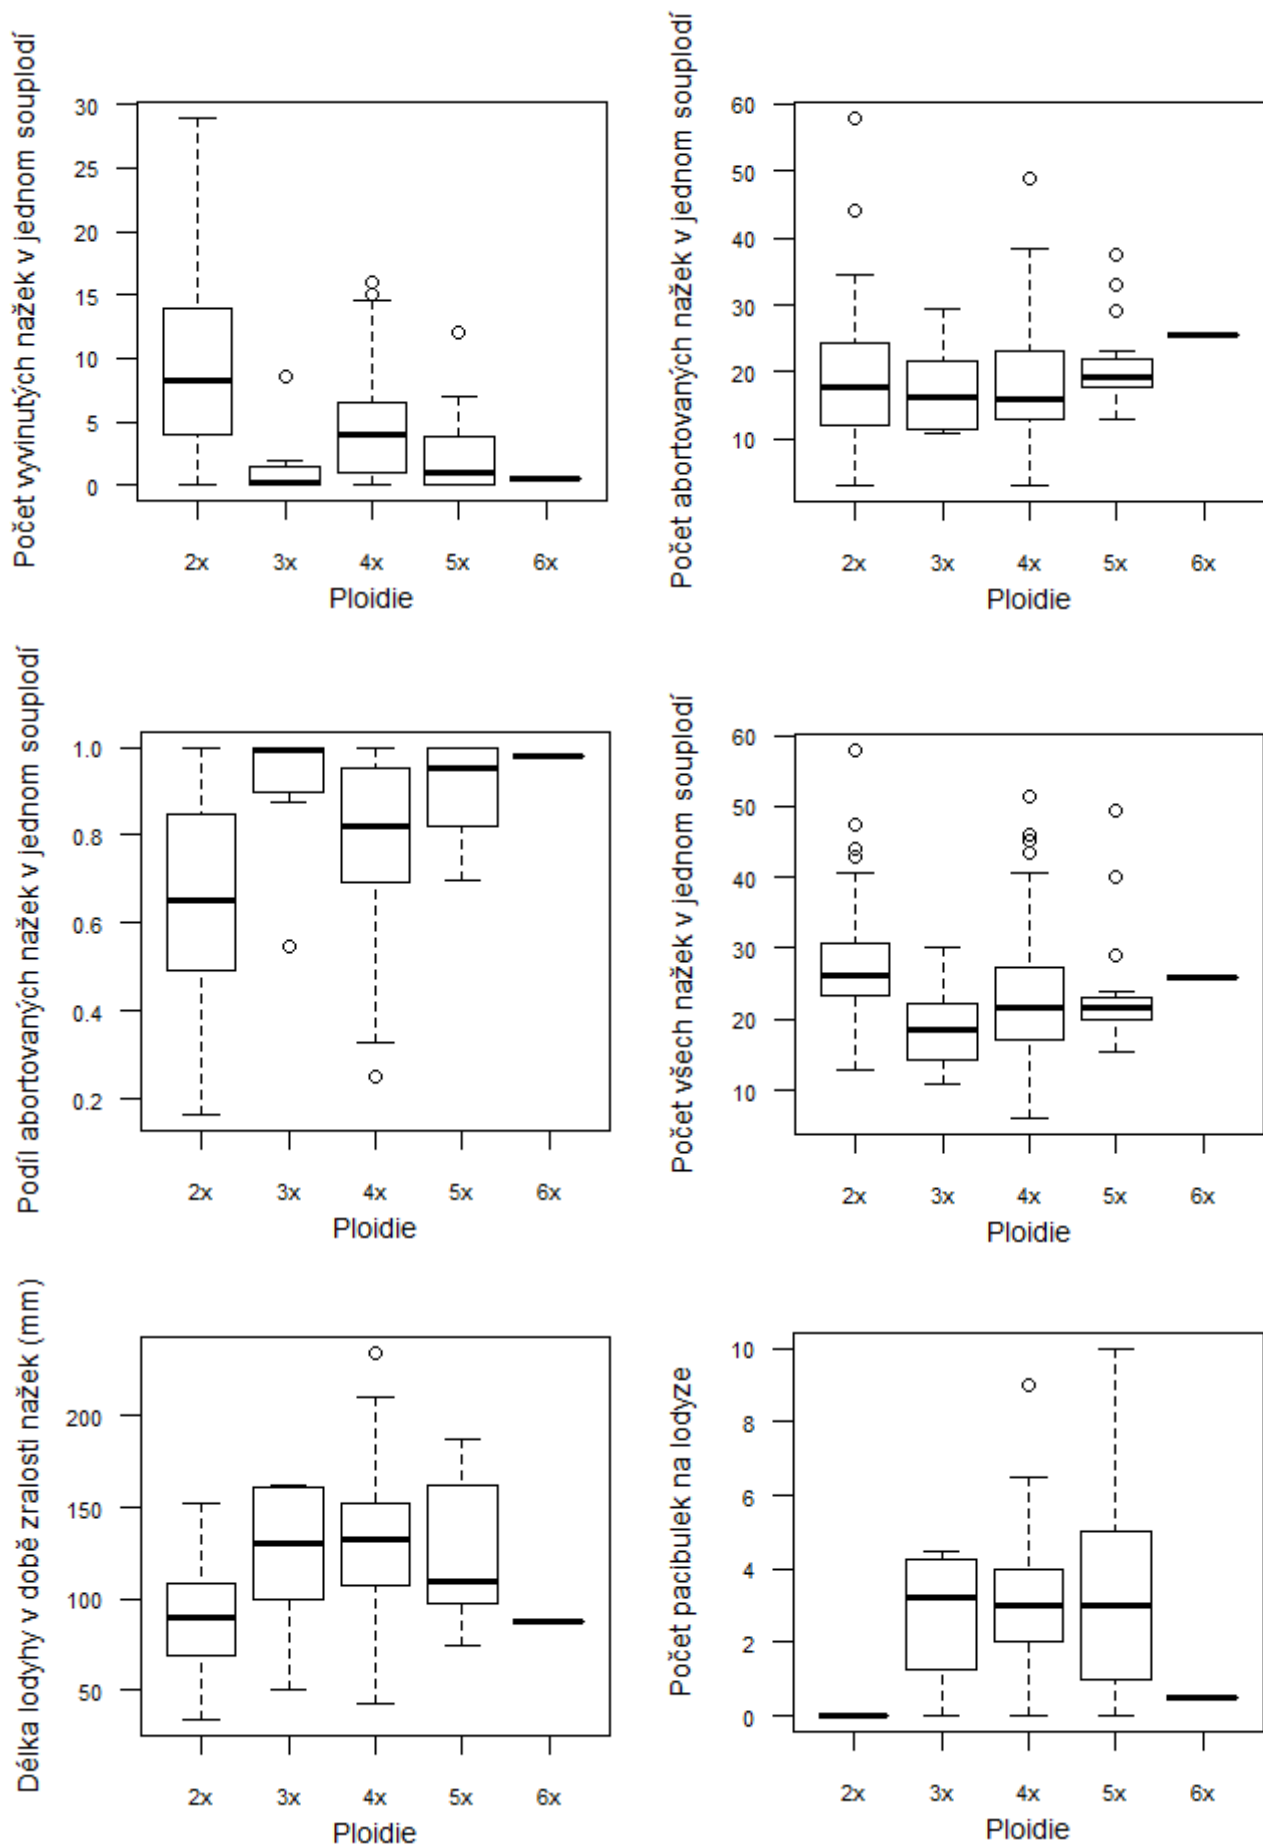 Počet vyvinutých nažek v jednom souplodí
30
25
20
15
10
5
0
2x 3x 4x 5x 6x
Ploidie
Počet abortovaných nažek v jednom souplodí
60
50
40
30
20
10
2x 3x 4x 5x 6x
Ploidie
Podíl abortovaných nažek v jednom souplodí
1.0
0.8
0.6
0.4
0.2
2x 3x 4x 5x 6x
Ploidie
Počet všech nažek v jednom souplodí
60
50
40
30
20
10
2x 3x 4x 5x 6x
Ploidie
Délka lodyhy v době zralosti nažek (mm)
200
150
100
50
2x 3x 4x 5x 6x
Ploidie
Počet pacibulek na lodyze
10
8
6
4
2
0
2x 3x 4x 5x 6x
Ploidie